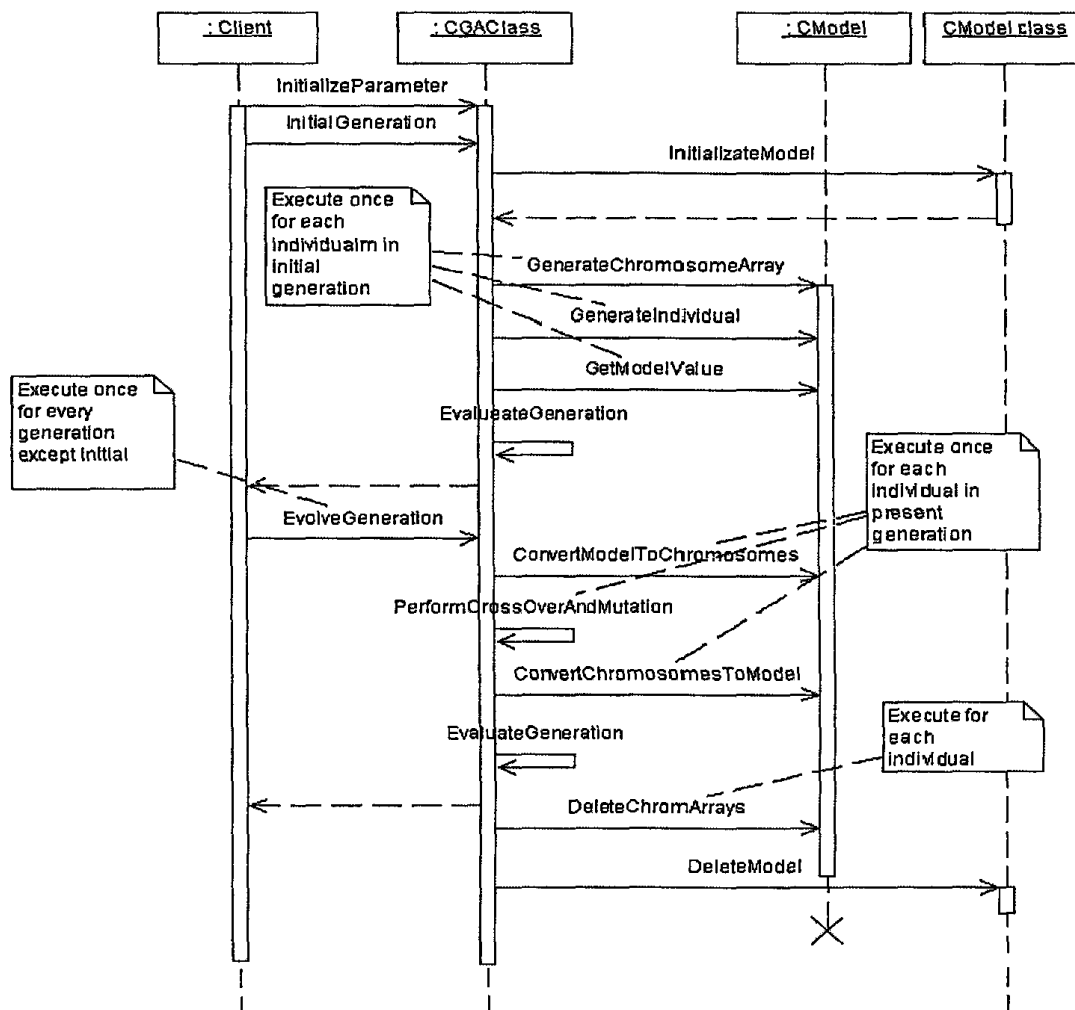 : Client
: CGAClass
: CModel
CModel class
InitializeParameter
InitialGeneration
InitializateModel
Execute once
for each
individualm in
initial
generation
GenerateChromosomeArray
GenerateIndividual
GetModelValue
Execute once
for every
generation
except initial
EvalueateGeneration
Execute once
for each
individual in
present
generation
EvolveGeneration
ConvertModelToChromosomes
PerformCrossOverAndMutation
ConvertChromosomesToModel
Execute for
each
individual
EvaluateGeneration
DeleteChromArrays
DeleteModel